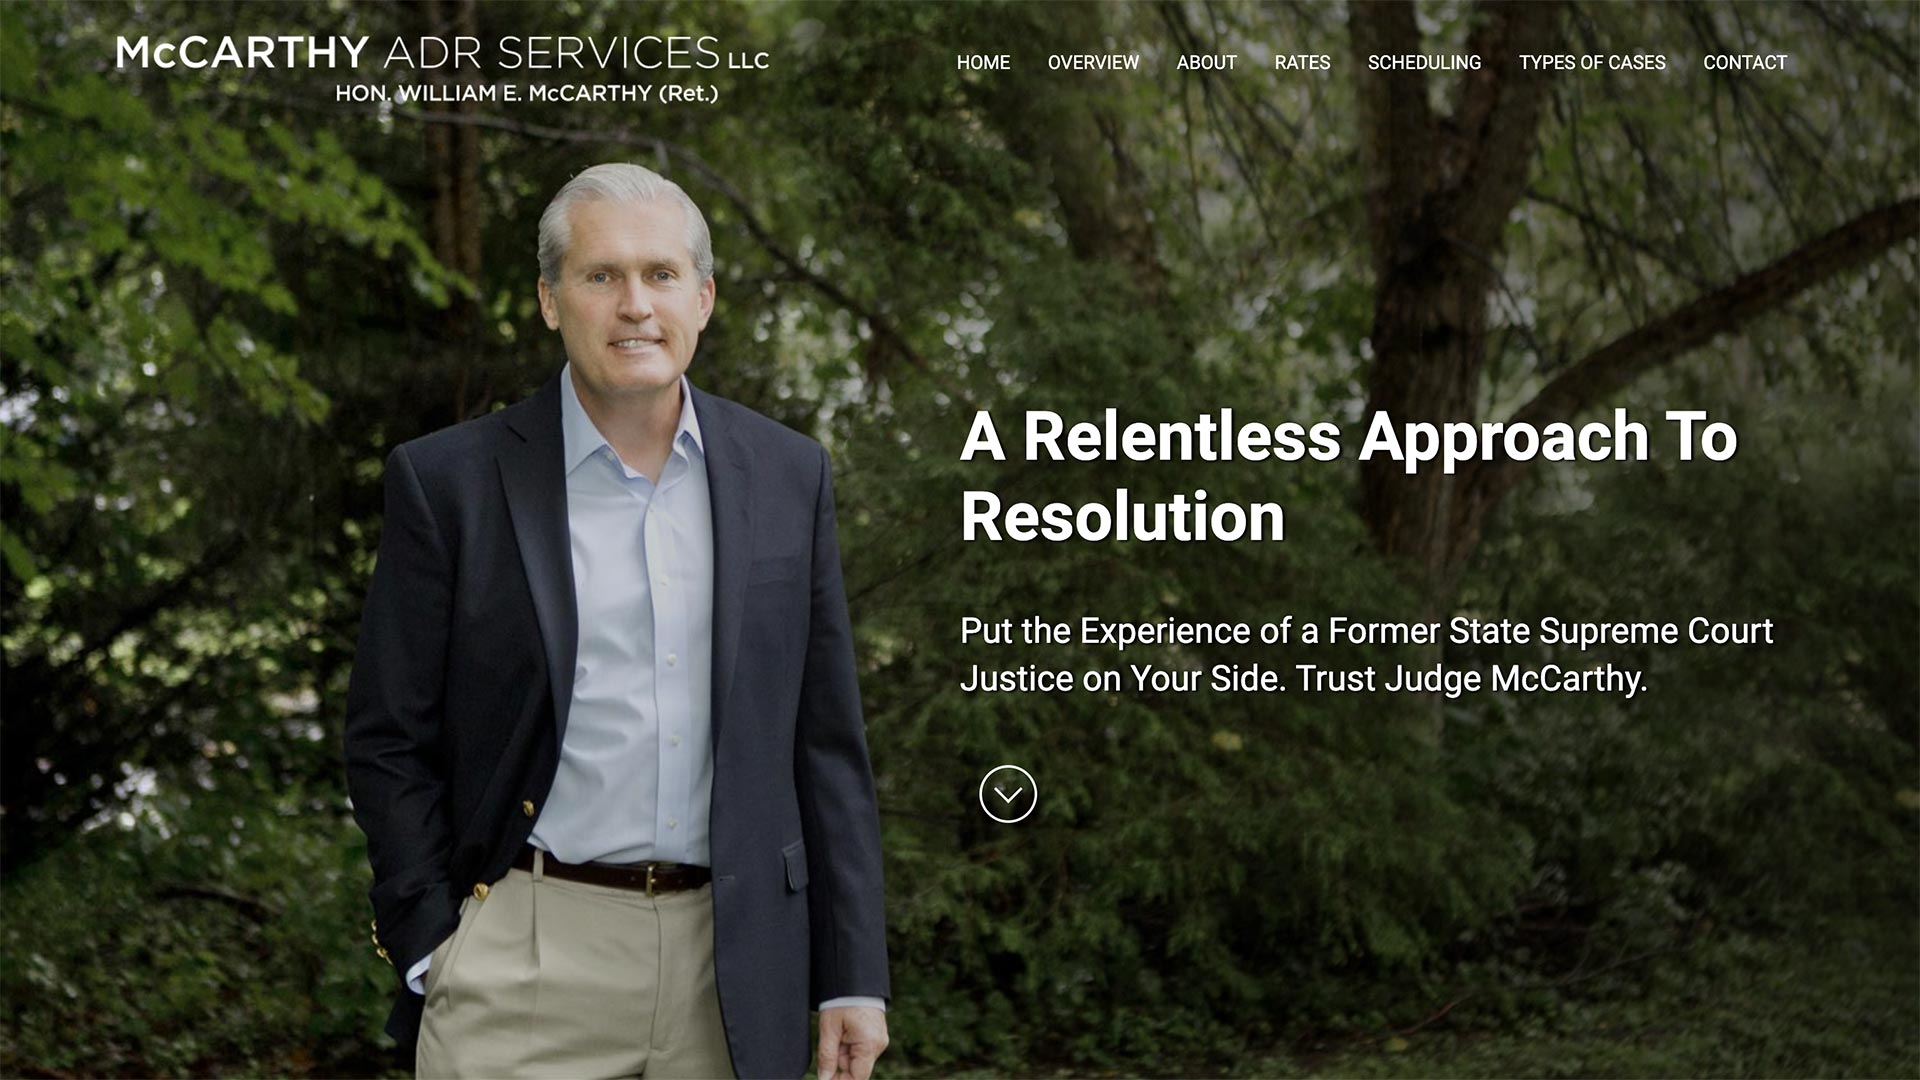 McCARTHY ADR SERVICES LLC
HON. WILLIAM E. McCARTHY (Ret.)
HOME OVERVIEW ABOUT RATES SCHEDULING TYPES OF CASES CONTACT
A Relentless Approach To
Resolution
Put the Experience of a Former State Supreme Court
Justice on Your Side. Trust Judge McCarthy.